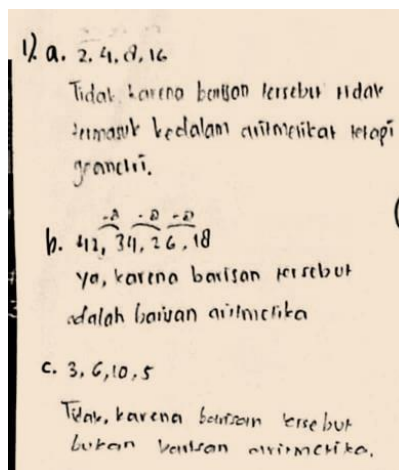 1). a. 2, 4, 8, 16
Tidak, karena barisan tersebut tidak
termasuk kedalam aritmetikat tetapi
geometri.
-8 -8 -8
b. 42, 34, 26, 18
ya, karena barisan tersebut
adalah barisan aritmetika
c. 3, 6, 10, 5
Tidak, karena barisan tersebut
bukan barisan aritmetika.